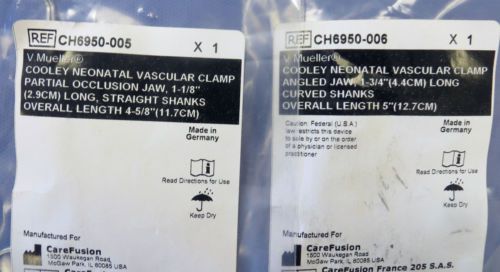 REF CH6950-005 X 1
V. Mueller®
COOLEY NEONATAL VASCULAR CLAMP
PARTIAL OCCLUSION JAW, 1-1/8"
(2.9CM) LONG, STRAIGHT SHANKS
OVERALL LENGTH 4-5/8"(11.7CM)
Made in
Germany
Read Directions for Use
Keep Dry
Manufactured For
CareFusion
1500 Waukegan Road,
McGaw Park, IL 60085 USA
REF CH6950-006 X 1
V. Mueller®
COOLEY NEONATAL VASCULAR CLAMP
ANGLED JAW, 1-3/4"(4.4CM) LONG
CURVED SHANKS
OVERALL LENGTH 5"(12.7CM)
Caution, Federal (U.S.A.)
law restricts this device
to sale by or on the order
of a physician or licensed
practitioner
Made in
Germany
Read Directions for Use
Keep Dry
Manufactured For
CareFusion
1500 Waukegan Road,
McGaw Park, IL 60085 USA
CareFusion France 205 S.A.S.